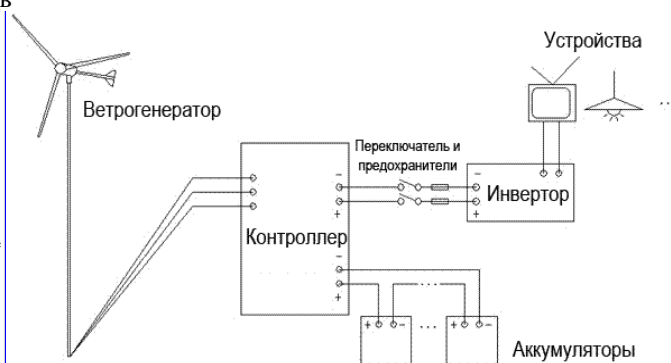 в
Устройства
Ветрогенератор
Переключатель и
предохранители
Инвертор
Контроллер
Аккумуляторы
- + - + - + + - + -